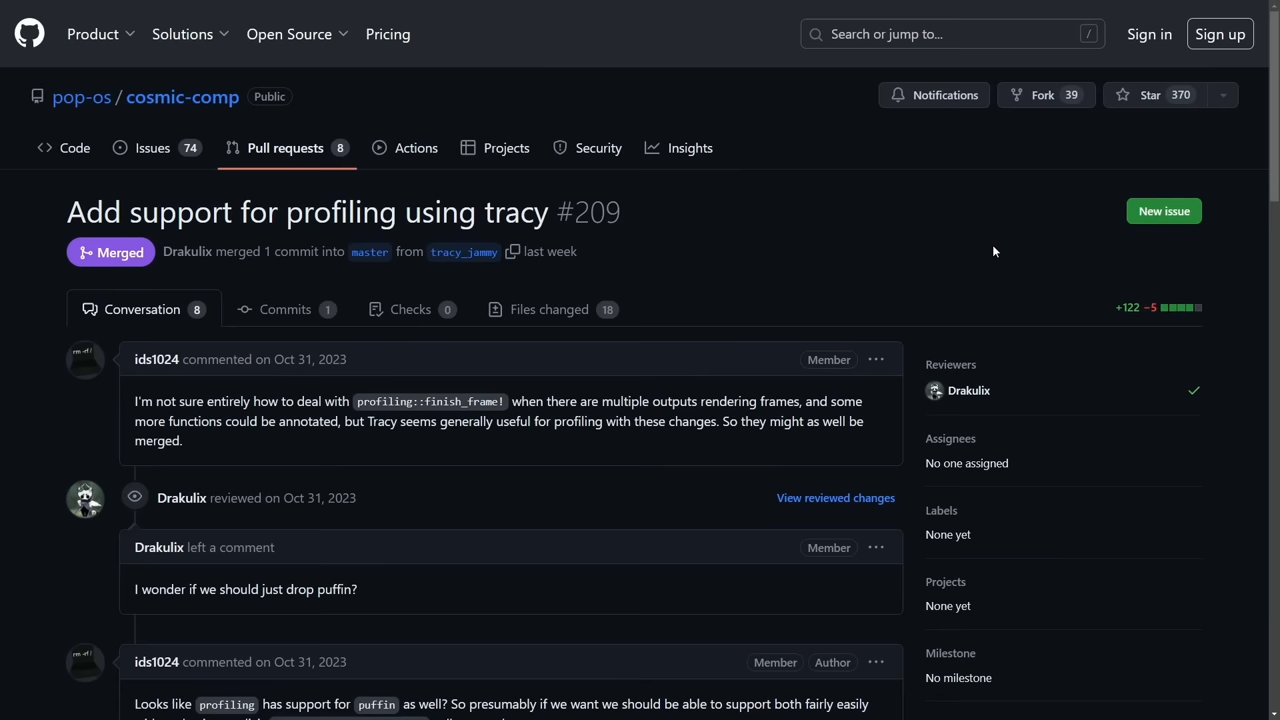 Product Solutions Open Source Pricing Search or jump to... / Sign in Sign up
pop-os / cosmic-comp Public Notifications Fork 39 Star 370
Code Issues 74 Pull requests 8 Actions Projects Security Insights
Add support for profiling using tracy #209 New issue
Merged Drakulix merged 1 commit into master from tracy_jammy last week
Conversation 8 Commits 1 Checks 0 Files changed 18 +122 −5
ids1024 commented on Oct 31, 2023 Member ...
I'm not sure entirely how to deal with profiling::finish_frame! when there are multiple outputs rendering frames, and some
more functions could be annotated, but Tracy seems generally useful for profiling with these changes. So they might as well be
merged.
Drakulix reviewed on Oct 31, 2023 View reviewed changes
Drakulix left a comment Member ...
I wonder if we should just drop puffin?
ids1024 commented on Oct 31, 2023 Member Author ...
Looks like profiling has support for puffin as well? So presumably if we want we should be able to support both fairly easily
Reviewers
Drakulix
Assignees
No one assigned
Labels
None yet
Projects
None yet
Milestone
No milestone